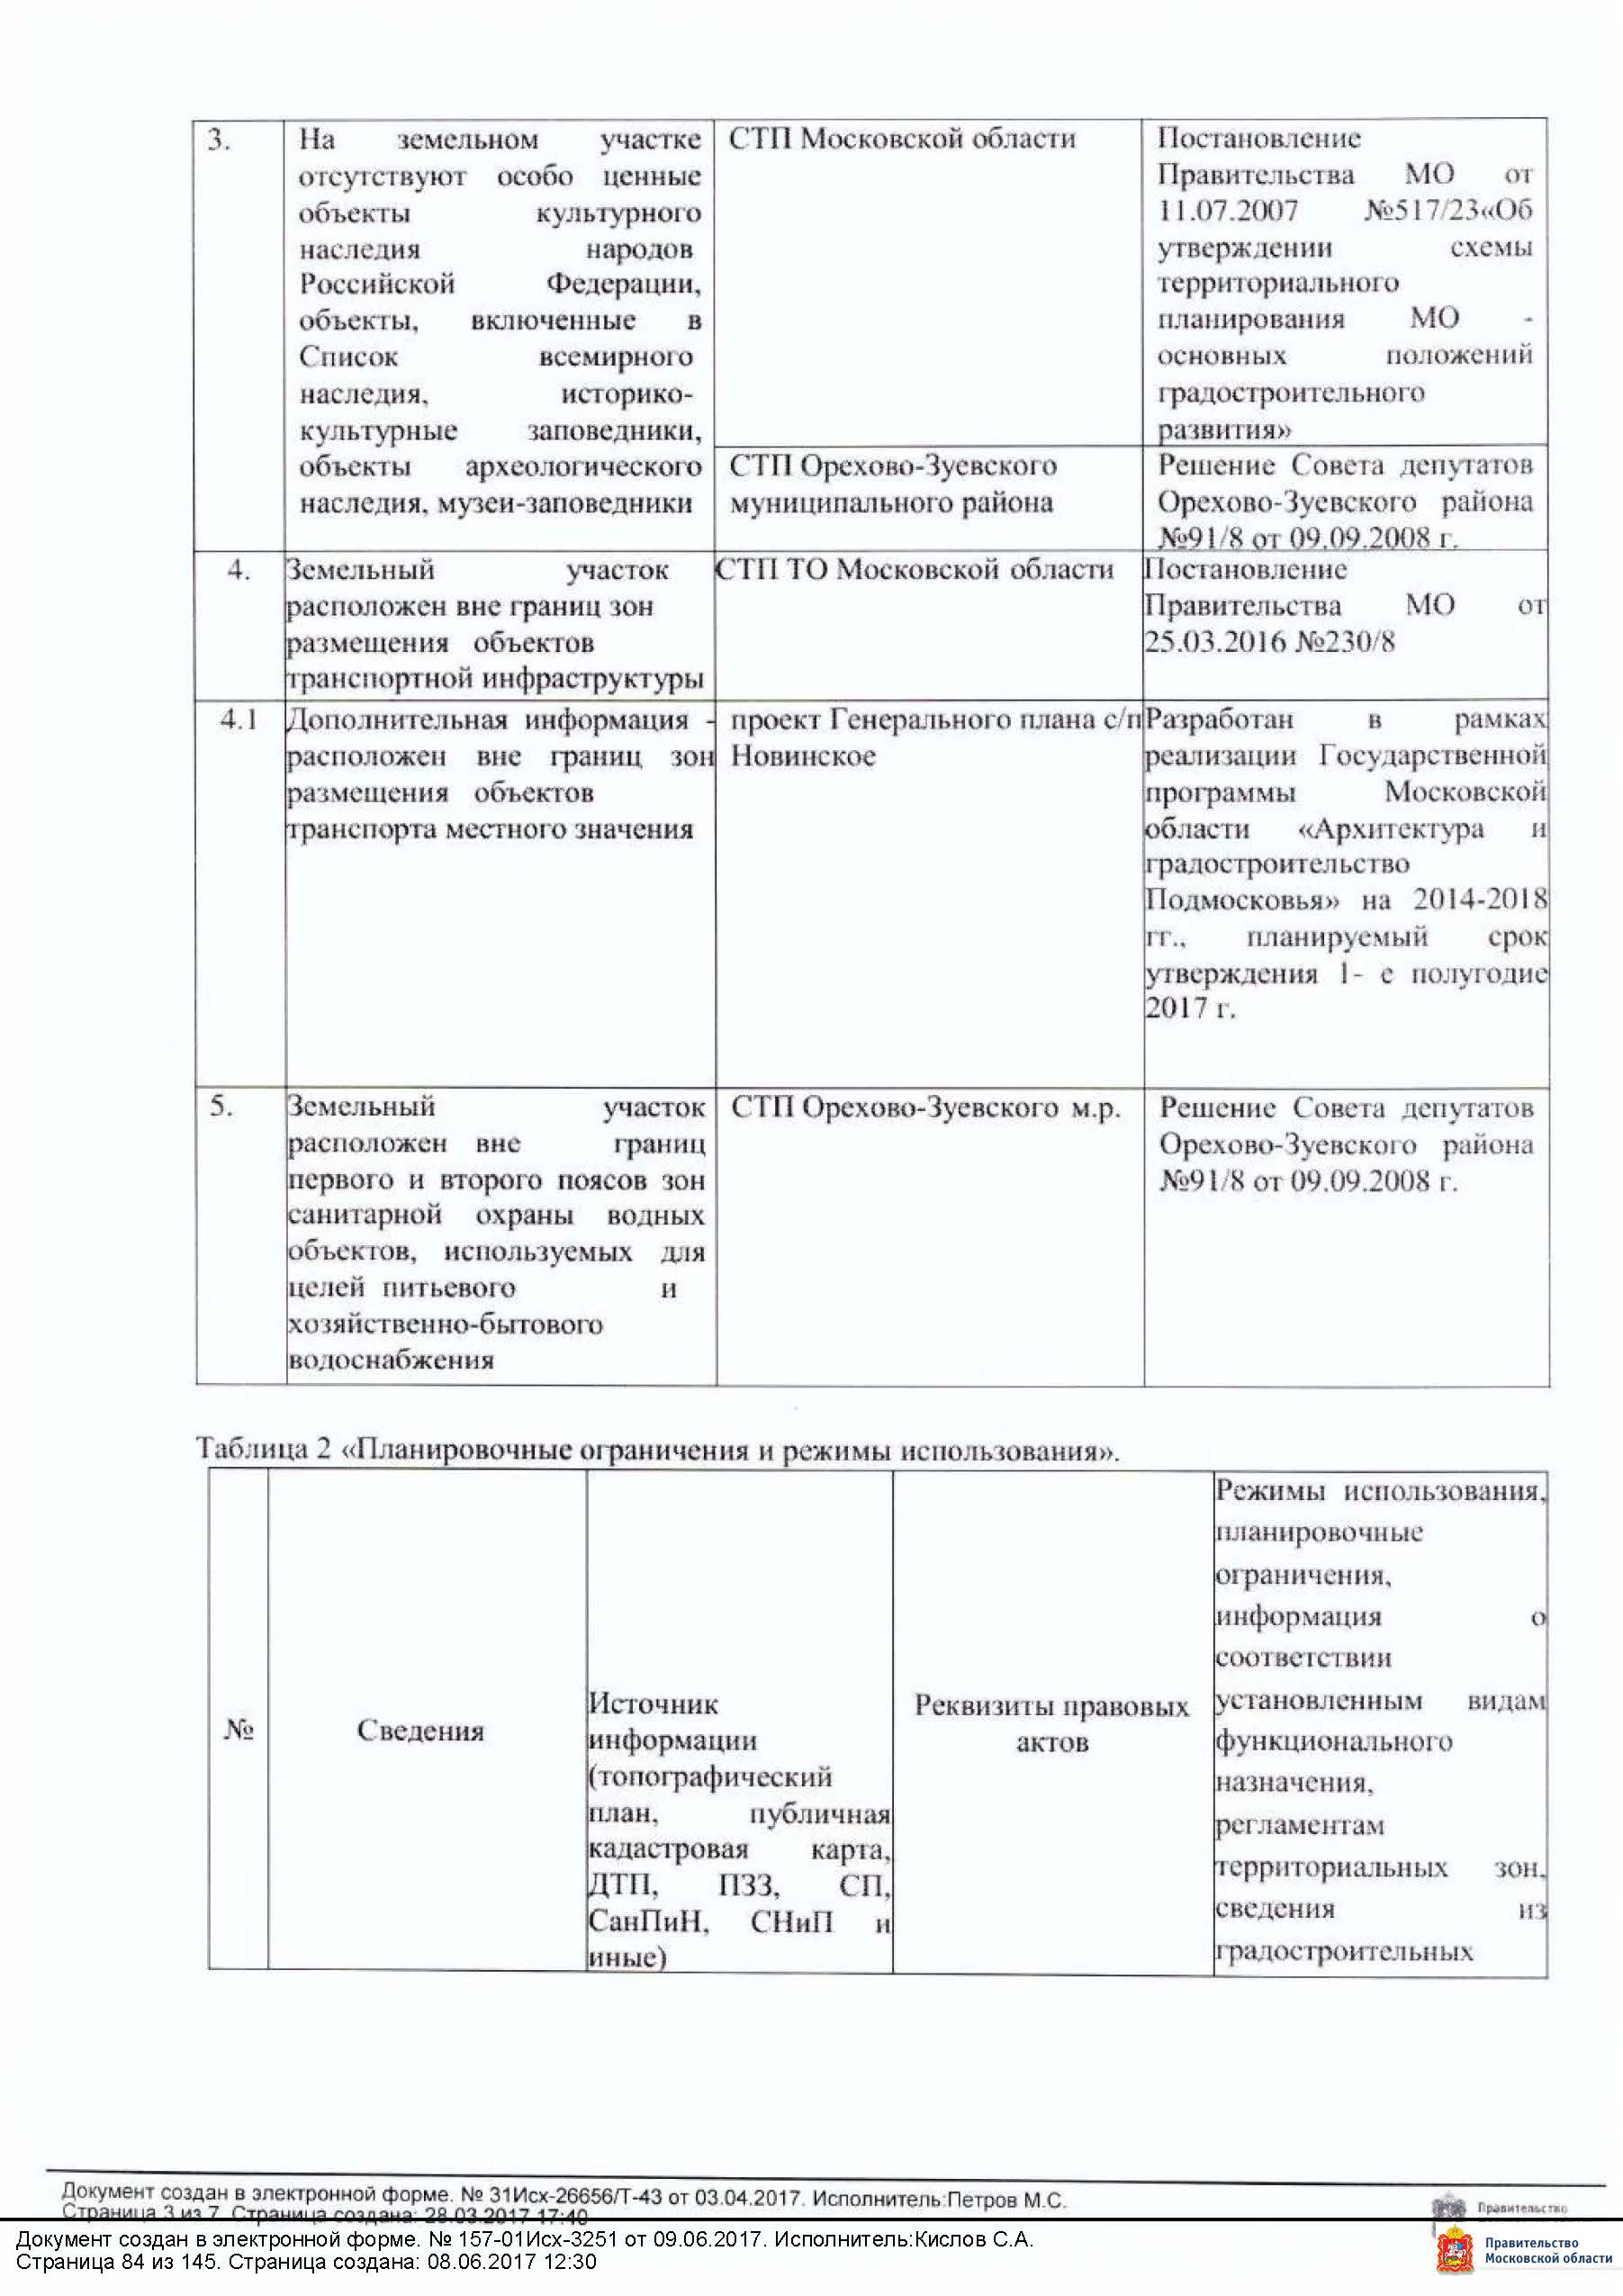 3.
На земельном участке
отсутствуют особо ценные
объекты культурного
наследия народов
Российской Федерации,
объекты, включенные в
Список всемирного
наследия, историко-
культурные заповедники,
объекты археологического
наследия, музеи-заповедники
СТП Московской области
Постановление
Правительства МО от
11.07.2007 №517/23«Об
утверждении схемы
территориального
планирования МО -
основных положений
градостроительного
развития»
СТП Орехово-Зуевского
муниципального района
Решение Совета депутатов
Орехово-Зуевского района
№91/8 от 09.09.2008 г.
4.
Земельный участок
расположен вне границ зон
размещения объектов
транспортной инфраструктуры
СТП ТО Московской области
Постановление
Правительства МО от
25.03.2016 №230/8
4.1
Дополнительная информация -
расположен вне границ зон
размещения объектов
транспорта местного значения
проект Генерального плана с/п
Новинское
Разработан в рамках
реализации Государственной
программы Московской
области «Архитектура и
градостроительство
Подмосковья» на 2014-2018
гг., планируемый срок
утверждения 1- е полугодие
2017 г.
5.
Земельный участок
расположен вне границ
первого и второго поясов зон
санитарной охраны водных
объектов, используемых для
целей питьевого и
хозяйственно-бытового
водоснабжения
СТП Орехово-Зуевского м.р.
Решение Совета депутатов
Орехово-Зуевского района
№91/8 от 09.09.2008 г.
Таблица 2 «Планировочные ограничения и режимы использования».
№
Сведения
Источник
информации
(топографический
план, публичная
кадастровая карта,
ДТП, ПЗЗ, СП,
СанПиН, СНиП и
иные)
Реквизиты правовых
актов
Режимы использования,
планировочные
ограничения,
информация о
соответствии
установленным видам
функционального
назначения,
регламентам
территориальных зон,
сведения из
градостроительных
Документ создан в электронной форме. № 31Исх-26656/Т-43 от 03.04.2017. Исполнитель:Петров М.С.
Страница 3 из 7. Страница создана: 28.03.2017 17:40
Правительство
Документ создан в электронной форме. № 157-01Исх-3251 от 09.06.2017. Исполнитель:Кислов С.А.
Страница 84 из 145. Страница создана: 08.06.2017 12:30
Правительство
Московской области